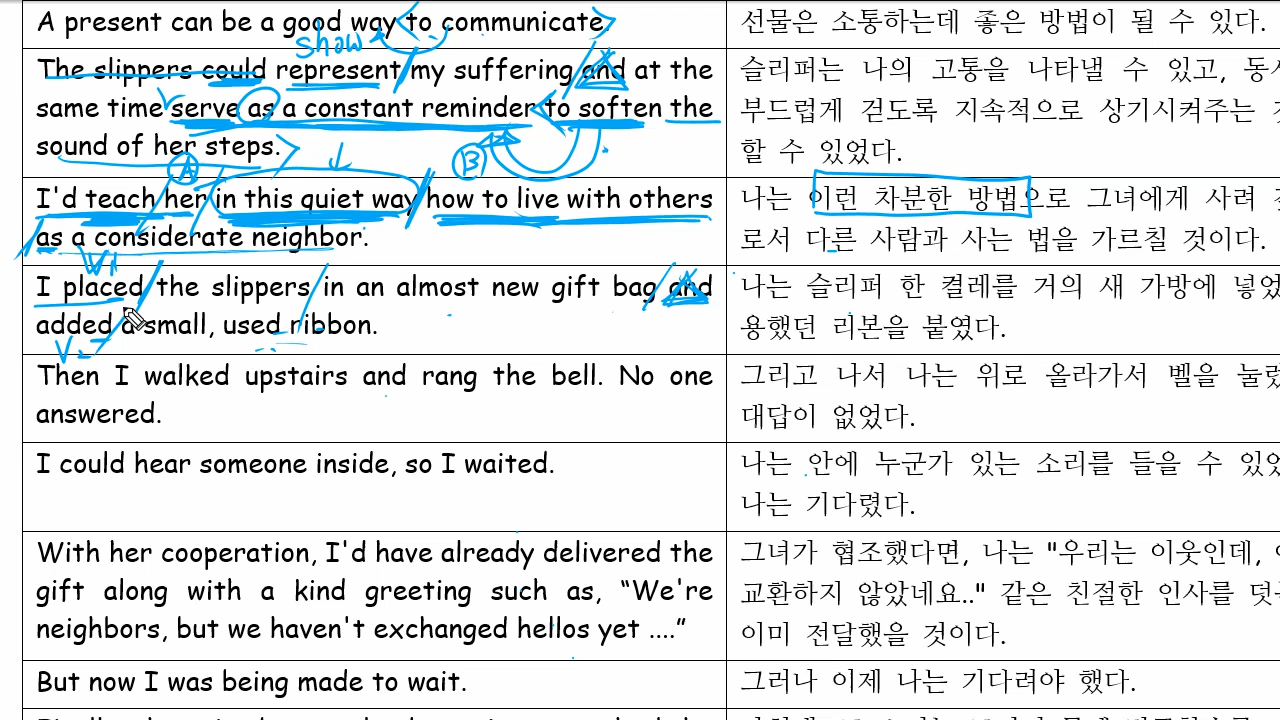 A present can be a good way to communicate.
선물은 소통하는데 좋은 방법이 될 수 있다.
show
The slippers could represent my suffering and at the
same time serve as a constant reminder to soften the
sound of her steps.
슬리퍼는 나의 고통을 나타낼 수 있고,
부드럽게 걷도록 지속적으로 상기시켜주는
할 수 있었다.
V
A
B
I'd teach her in this quiet way how to live with others
as a considerate neighbor.
나는 이런 차분한 방법으로 그녀에게 사려
로서 다른 사람과 사는 법을 가르칠 것이다.
V1
I placed the slippers in an almost new gift bag and
added a small, used ribbon.
V2
나는 슬리퍼 한 켤레를 거의 새 가방에
용했던 리본을 붙였다.
Then I walked upstairs and rang the bell. No one
answered.
그리고 나서 나는 위로 올라가서 벨을
대답이 없었다.
I could hear someone inside, so I waited.
나는 안에 누군가 있는 소리를 들을 수
나는 기다렸다.
With her cooperation, I'd have already delivered the
gift along with a kind greeting such as, “We're
neighbors, but we haven't exchanged hellos yet ....”
그녀가 협조했다면, 나는 "우리는 이웃인데,
교환하지 않았네요.." 같은 친절한 인사를
이미 전달했을 것이다.
But now I was being made to wait.
그러나 이제 나는 기다려야 했다.